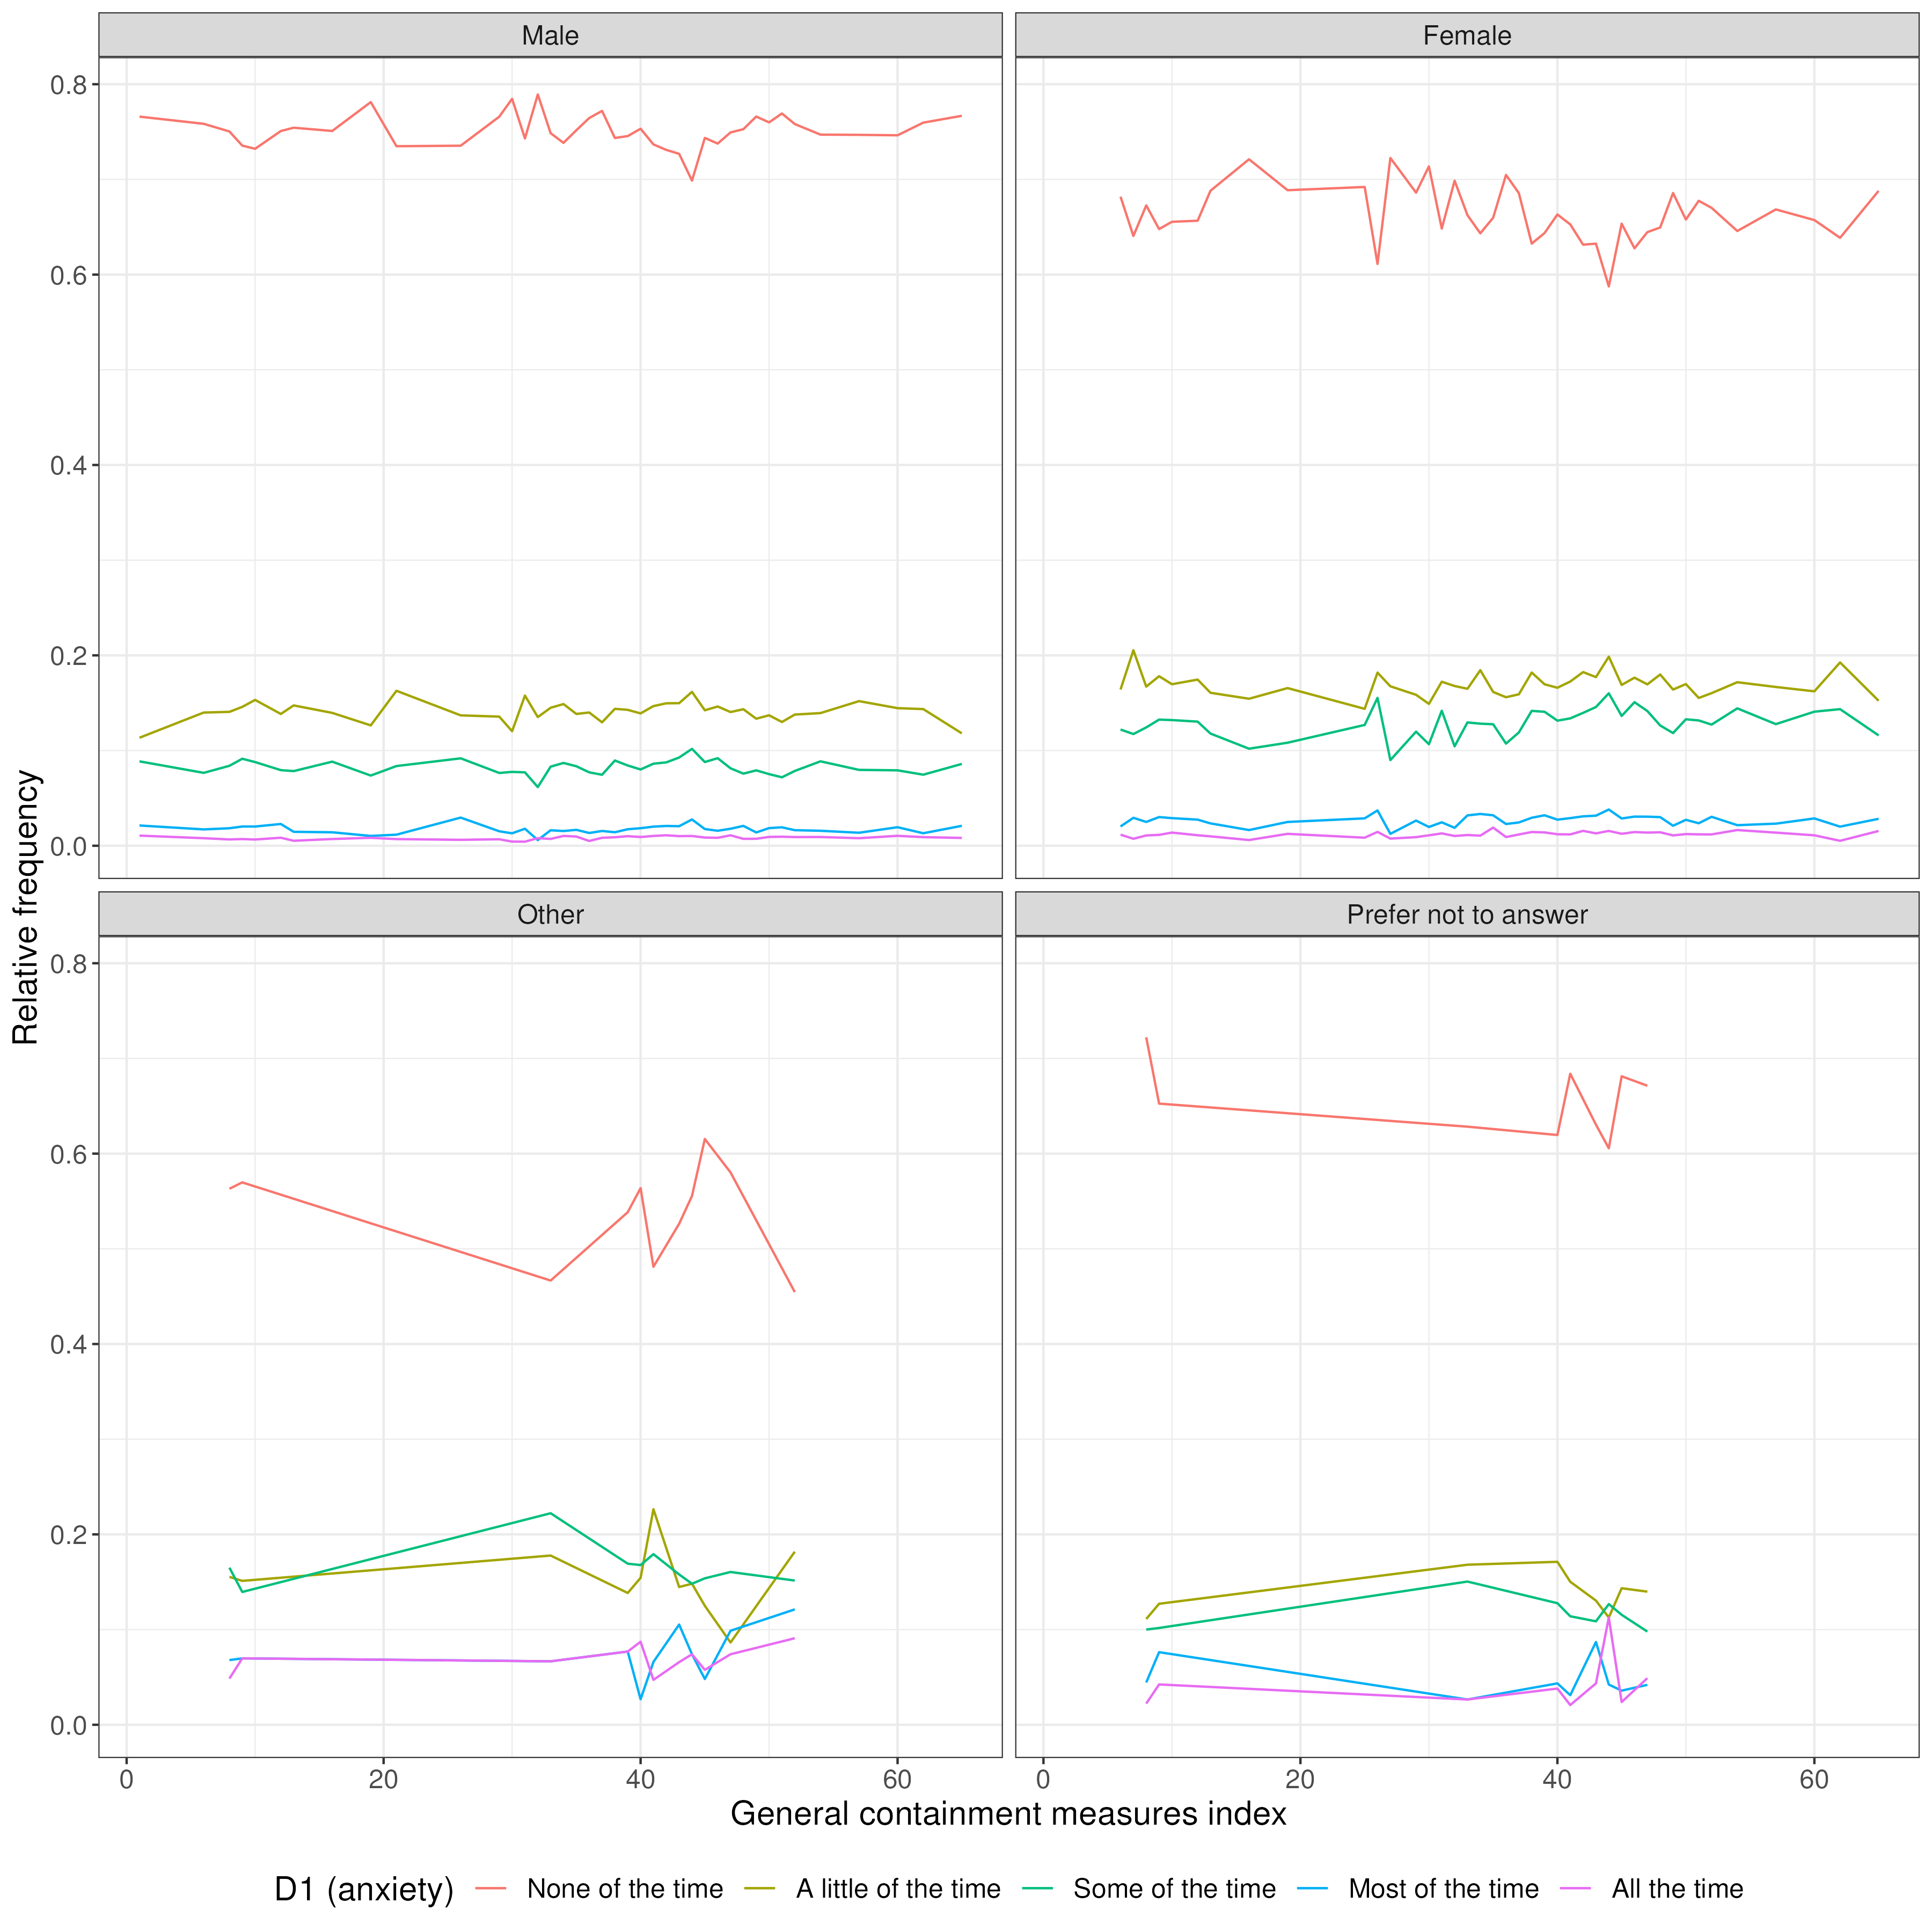 Male
Female
0.8
0.6
0.4
0.2
0.0
Other
Prefer not to answer
0.8
0.6
0.4
0.2
0.0
Relative frequency
0 20 40 60
0 20 40 60
General containment measures index
D1 (anxiety) None of the time A little of the time Some of the time Most of the time All the time